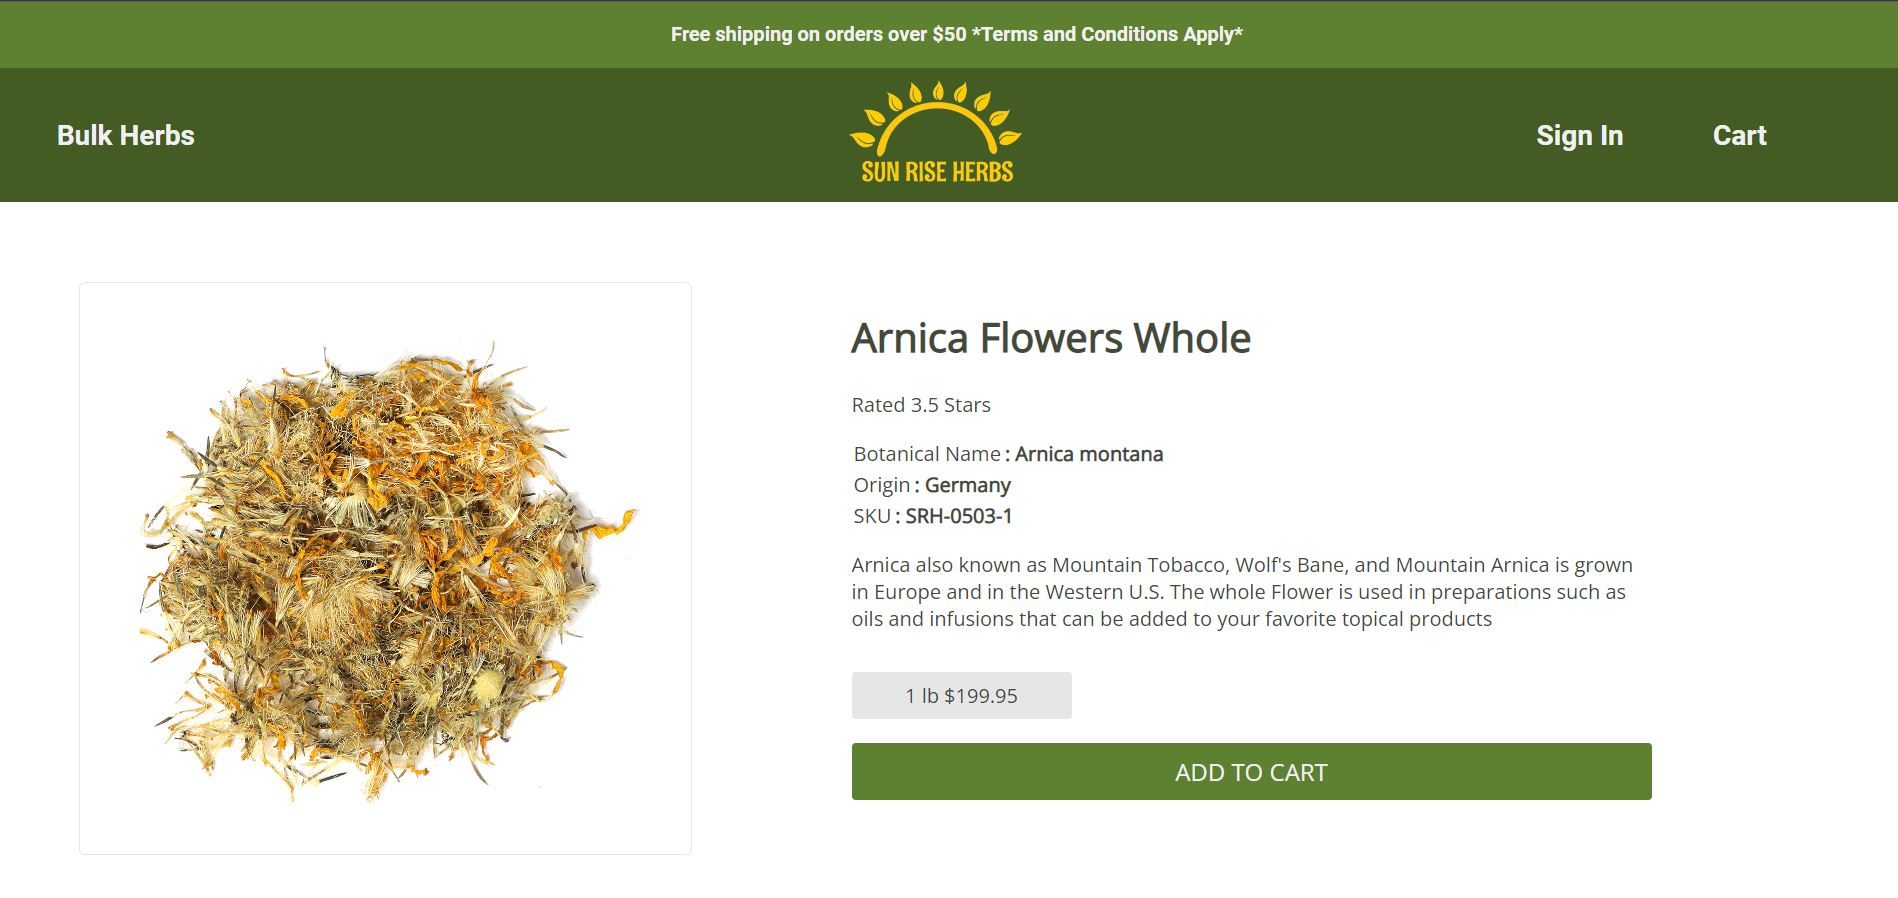 Free shipping on orders over $50 *Terms and Conditions Apply*
Bulk Herbs
SUN RISE HERBS
Sign In
Cart
Arnica Flowers Whole
Rated 3.5 Stars
Botanical Name : Arnica montana
Origin : Germany
SKU : SRH-0503-1
Arnica also known as Mountain Tobacco, Wolf's Bane, and Mountain Arnica is grown
in Europe and in the Western U.S. The whole Flower is used in preparations such as
oils and infusions that can be added to your favorite topical products
1 lb $199.95
ADD TO CART